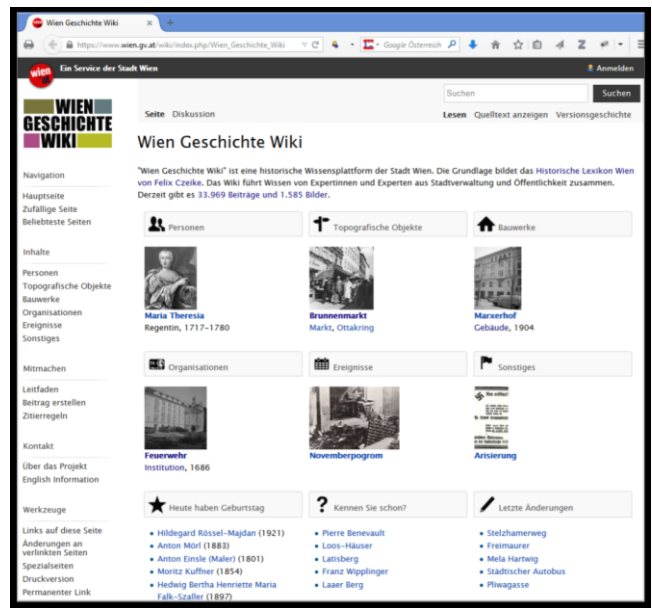 Wien Geschichte Wiki
https://www.wien.gv.at/wiki/index.php/Wien_Geschichte_Wiki
Google Österreich
wien
Ein Service der Stadt Wien
Anmelden
Suchen
Suchen
WIEN
GESCHICHTE
WIKI
Seite Diskussion
Lesen Quelltext anzeigen Versionsgeschichte
Wien Geschichte Wiki
"Wien Geschichte Wiki" ist eine historische Wissensplattform der Stadt Wien. Die Grundlage bildet das Historische Lexikon Wien
von Felix Czeike. Das Wiki führt Wissen von Expertinnen und Experten aus Stadtverwaltung und Öffentlichkeit zusammen.
Derzeit gibt es 33.969 Beiträge und 1.585 Bilder.
Navigation
Hauptseite
Zufällige Seite
Beliebteste Seiten
Inhalte
Personen
Topografische Objekte
Bauwerke
Organisationen
Ereignisse
Sonstiges
Mitmachen
Leitfaden
Beitrag erstellen
Zitierregeln
Kontakt
Über das Projekt
English Information
Werkzeuge
Links auf diese Seite
Änderungen an
verlinkten Seiten
Spezialseiten
Druckversion
Permanenter Link
Personen
Maria Theresia
Regentin, 1717–1780
Topografische Objekte
Brunnenmarkt
Markt, Ottakring
Bauwerke
Marxerhof
Gebäude, 1904
Organisationen
Feuerwehr
Institution, 1686
Ereignisse
Novemberpogrom
Sonstiges
Arisierung
Heute haben Geburtstag
• Hildegard Rössel-Majdan (1921)
• Anton Mörl (1883)
• Anton Einsle (Maler) (1801)
• Moritz Kuffner (1854)
• Hedwig Bertha Henriette Maria
Falk-Szaller (1897)
? Kennen Sie schon?
• Pierre Benevault
• Loos-Häuser
• Latisberg
• Franz Wipplinger
• Laaer Berg
Letzte Änderungen
• Stelzhamerweg
• Freimaurer
• Mela Hartwig
• Städtischer Autobus
• Pliwagasse